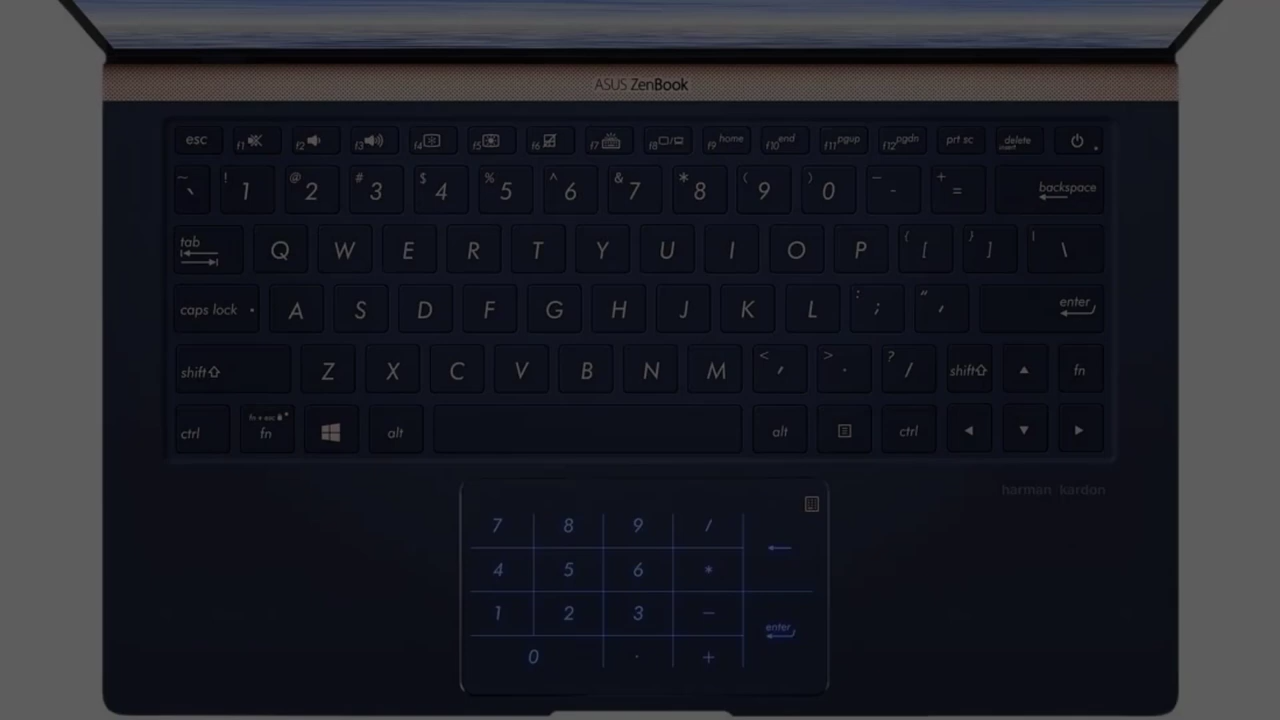 ASUS ZenBook
esc f1 f2 f3 f4 f5 f6 f7 f8 f9 home f10 end f11 pgup f12 pgdn prt sc delete insert
~ ` ! 1 @ 2 # 3 $ 4 % 5 ^ 6 & 7 * 8 ( 9 ) 0 _ - + = backspace
tab Q W E R T Y U I O P { [ } ] | \
caps lock A S D F G H J K L : ; " ' enter
shift Z X C V B N M < , > . ? / shift fn
ctrl fn + esc fn alt alt ctrl
harman kardon
7 8 9 /
4 5 6 *
1 2 3 -
enter
0 . +